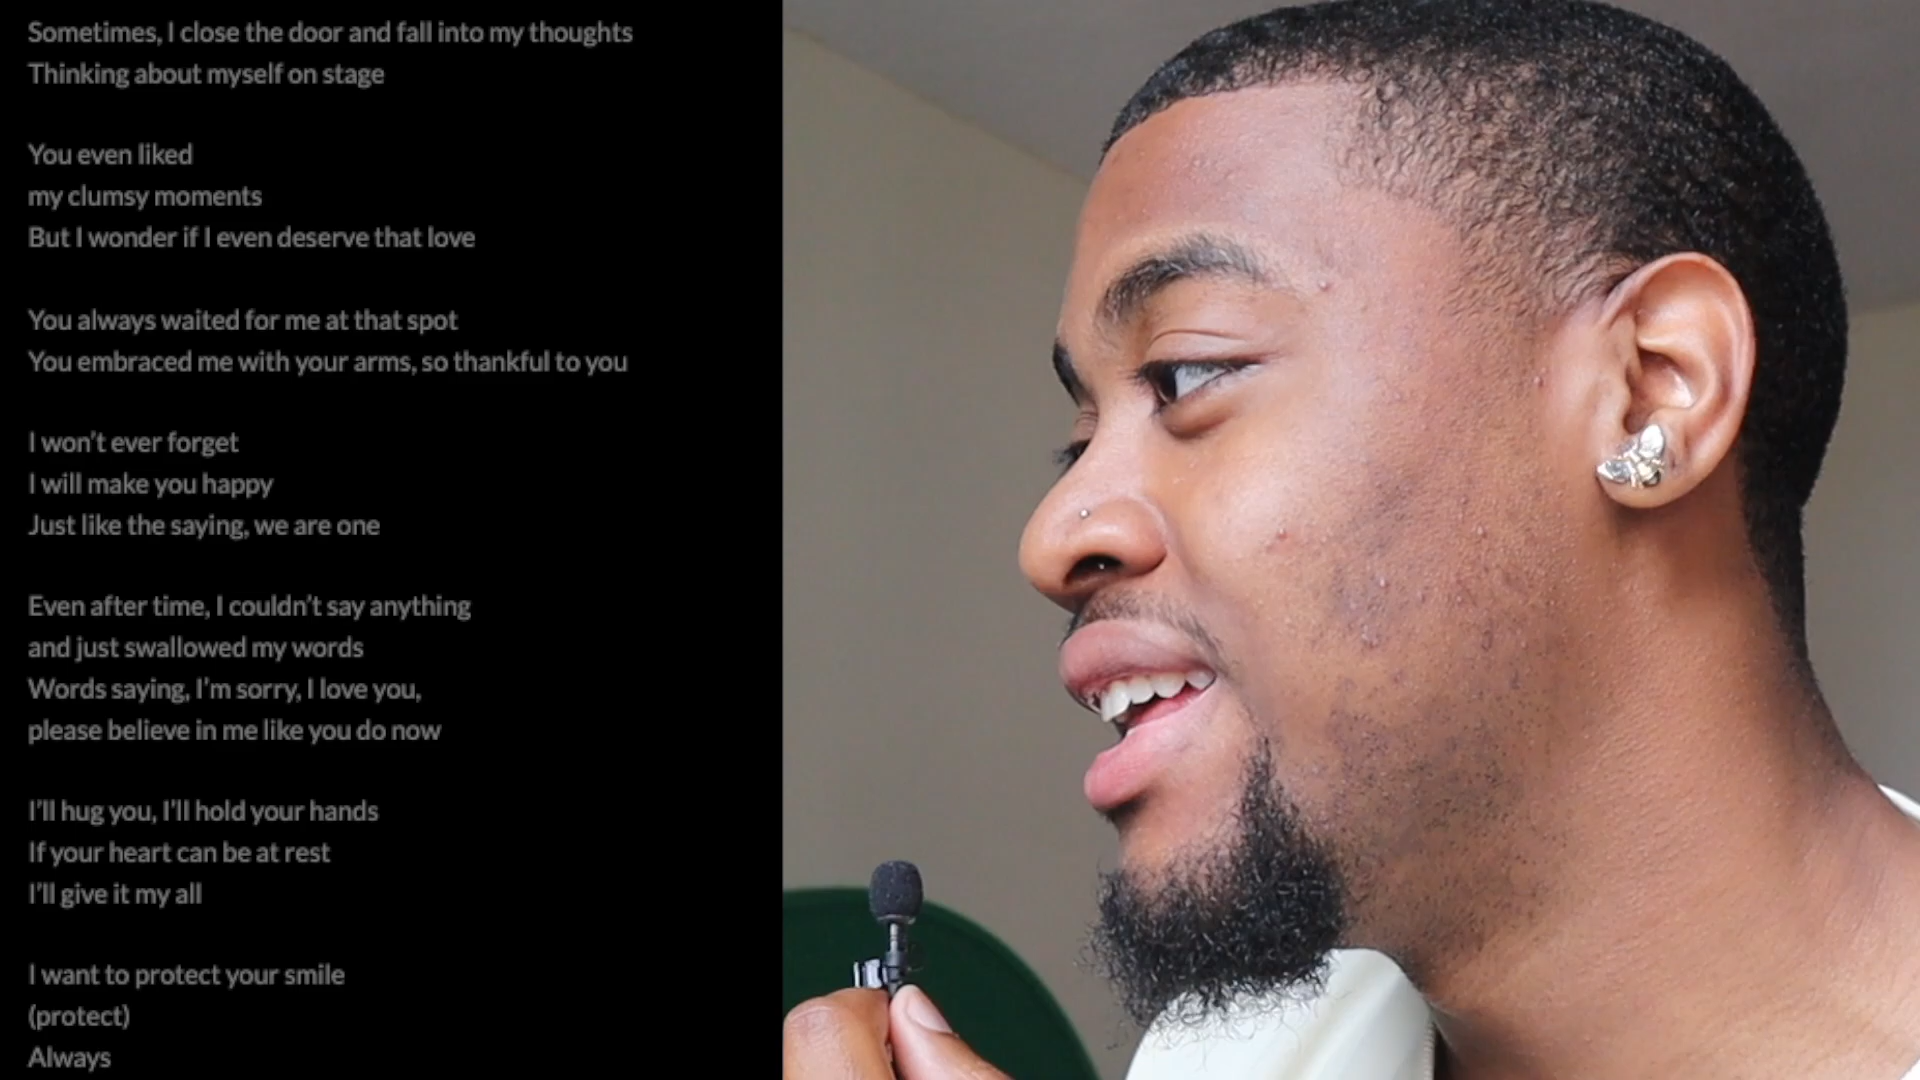 Sometimes, I close the door and fall into my thoughts
Thinking about myself on stage
You even liked
my clumsy moments
But I wonder if I even deserve that love
You always waited for me at that spot
You embraced me with your arms, so thankful to you
I won't ever forget
I will make you happy
Just like the saying, we are one
Even after time, I couldn't say anything
and just swallowed my words
Words saying, I'm sorry, I love you,
please believe in me like you do now
I'll hug you, I'll hold your hands
If your heart can be at rest
I'll give it my all
I want to protect your smile
(protect)
Always